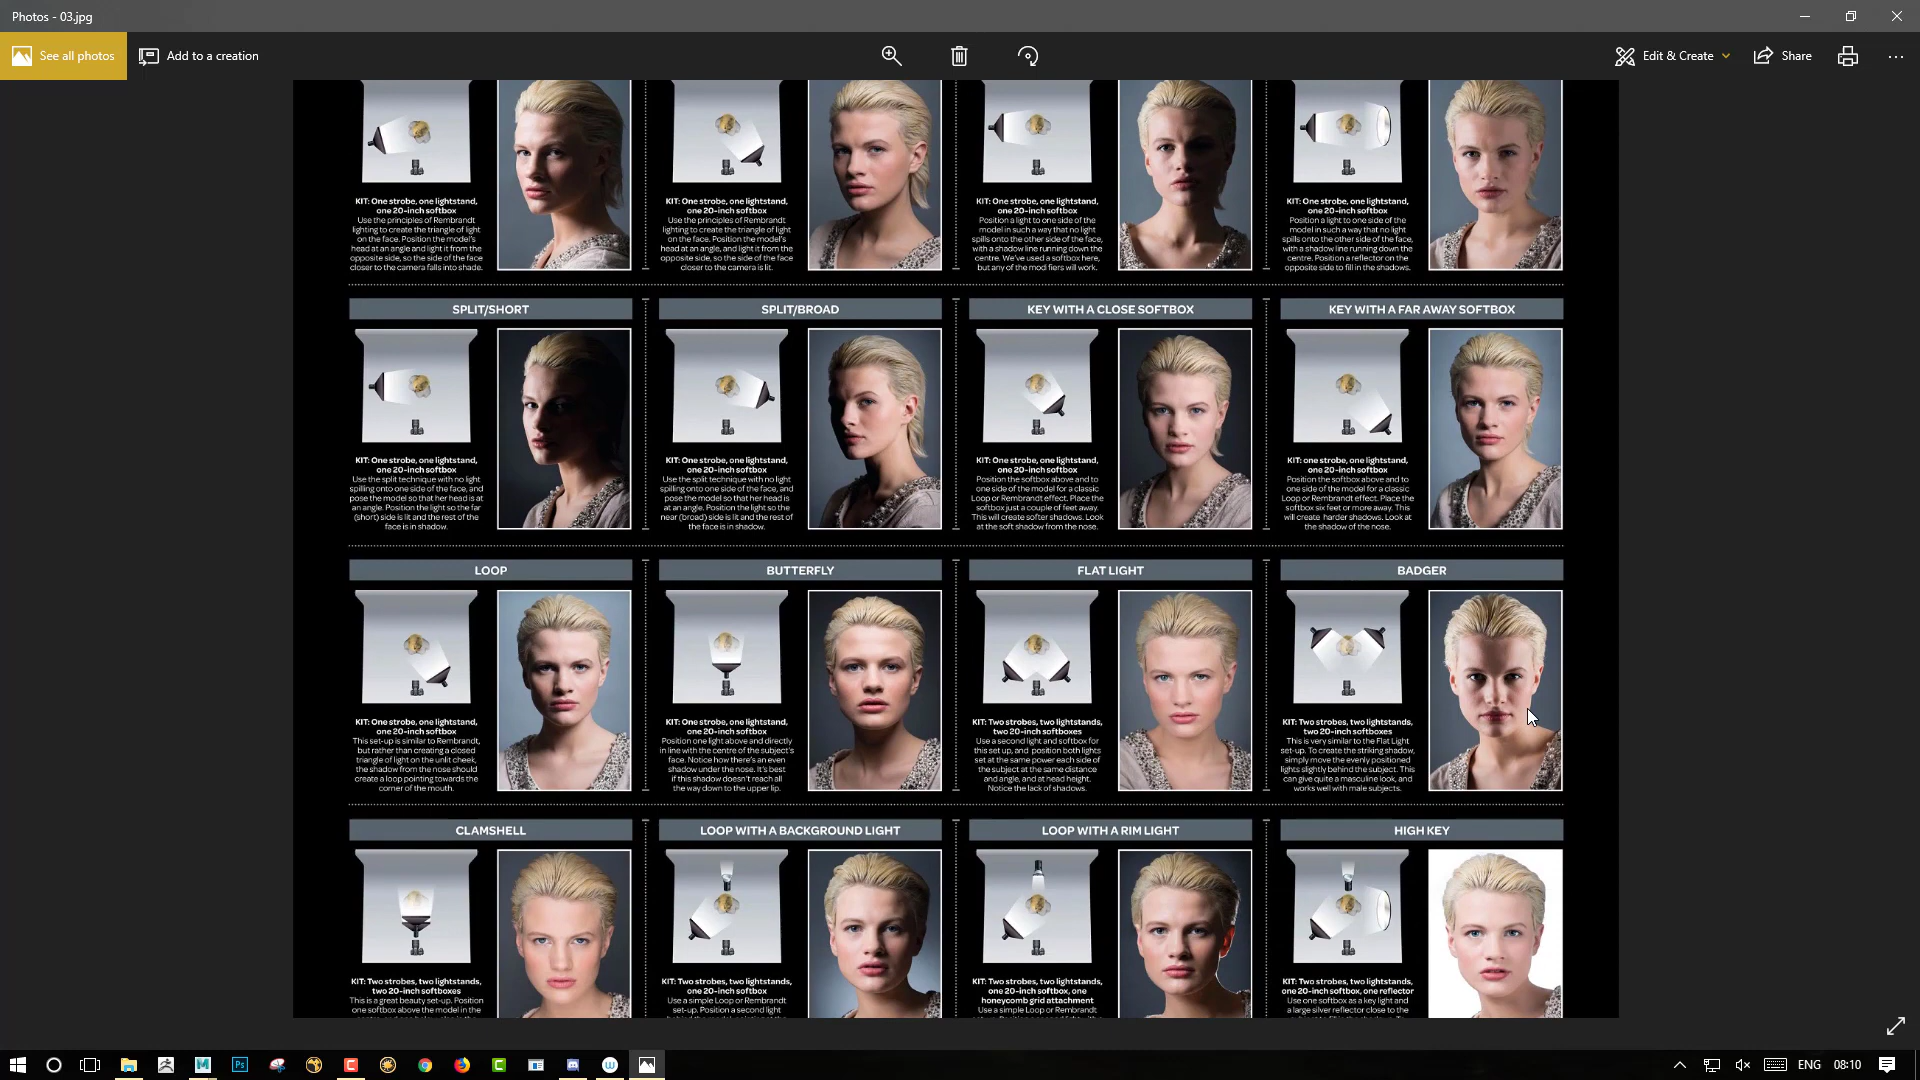 Photos - 03.jpg
See all photos
Add to a creation
Edit & Create
Share
KIT: One strobe, one lightstand,
one 20-inch softbox
Use the principles of Rembrandt
lighting to create the triangle of light
on the face. Position the model's
head at an angle and light it from the
opposite side, so the side of the face
closer to the camera falls into shade.
KIT: One strobe, one lightstand,
one 20-inch softbox
Use the principles of Rembrandt
lighting to create the triangle of light
on the face. Position the model's
head at an angle, and light it from the
opposite side, so the side of the face
closer to the camera is lit.
KIT: One strobe, one lightstand,
one 20-inch softbox
Position a light to one side of the
model in such a way that no light
spills onto the other side of the face,
with a shadow line running down the
centre. We've used a softbox here,
but any of the mod fiers will work.
KIT: One strobe, one lightstand,
one 20-inch softbox
Position a light to one side of the
model in such a way that no light
spills onto the other side of the face,
with a shadow line running down the
centre. Position a reflector on the
opposite side to fill in the shadows.
SPLIT/SHORT
KIT: One strobe, one lightstand,
one 20-inch softbox
Use the split technique with no light
spilling onto one side of the face, and
pose the model so that her head is at
an angle. Position the light so the far
(short) side is lit and the rest of the
face is in shadow.
SPLIT/BROAD
KIT: One strobe, one lightstand,
one 20-inch softbox
Use the split technique with no light
spilling onto one side of the face, and
pose the model so that her head is
at an angle. Position the light so the
near (broad) side is lit and the rest of
the face is in shadow.
KEY WITH A CLOSE SOFTBOX
KIT: One strobe, one lightstand,
one 20-inch softbox
Position the softbox above and to
one side of the model for a classic
Loop or Rembrandt effect. Place the
softbox just a couple of feet away.
This will create softer shadows. Look
at the soft shadow from the nose.
KEY WITH A FAR AWAY SOFTBOX
KIT: one strobe, one lightstand,
one 20-inch softbox
Position the softbox above and to
one side of the model for a classic
Loop or Rembrandt effect. Place the
softbox six feet or more away. This
will create harder shadows. Look at
the shadow of the nose.
LOOP
KIT: One strobe, one lightstand,
one 20-inch softbox
This set-up is similar to Rembrandt,
but rather than creating a closed
triangle of light on the unlit cheek,
the shadow from the nose should
create a loop pointing towards the
corner of the mouth.
BUTTERFLY
KIT: One strobe, one lightstand,
one 20-inch softbox
Position one light above and directly
in line with the centre of the subject's
face. Notice how there's an even
shadow under the nose. It's best
if this shadow doesn't reach all
the way down to the upper lip.
FLAT LIGHT
KIT: Two strobes, two lightstands,
two 20-inch softboxes
Use a second light and softbox for
this set up, and position both lights
set at the same power each side of
the subject at the same distance
and angle, and at head height.
Notice the lack of shadows.
BADGER
KIT: Two strobes, two lightstands,
two 20-inch softboxes
This is very similar to the Flat Light
set-up. To create the striking shadow,
simply move the evenly positioned
lights slightly behind the subject. This
can give quite a masculine look, and
works well with male subjects.
CLAMSHELL
KIT: Two strobes, two lightstands,
two 20-inch softboxes
This is a great beauty set-up. Position
one softbox above the model in the
LOOP WITH A BACKGROUND LIGHT
KIT: Two strobes, two lightstands,
one 20-inch softbox
Use a simple Loop or Rembrandt
set-up. Position a second light
LOOP WITH A RIM LIGHT
KIT: Two strobes, two lightstands,
one 20-inch softbox, one
honeycomb grid attachment
Use a simple Loop or Rembrandt
HIGH KEY
KIT: Two strobes, two lightstands,
one 20-inch softbox, one reflector
Use one softbox as a key light and
a large silver reflector close to the
ENG
08:10